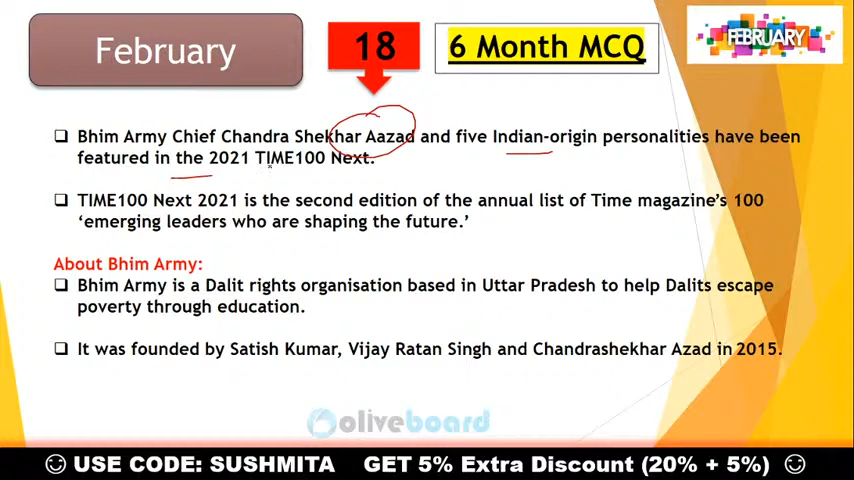 February
18
6 Month MCQ
FEBRUARY
❑ Bhim Army Chief Chandra Shekhar Aazad and five Indian-origin personalities have been
featured in the 2021 TIME100 Next.
❑ TIME100 Next 2021 is the second edition of the annual list of Time magazine's 100
'emerging leaders who are shaping the future.'
About Bhim Army:
❑ Bhim Army is a Dalit rights organisation based in Uttar Pradesh to help Dalits escape
poverty through education.
❑ It was founded by Satish Kumar, Vijay Ratan Singh and Chandrashekhar Azad in 2015.
oliveboard
☺ USE CODE: SUSHMITA GET 5% Extra Discount (20% + 5%) ☺